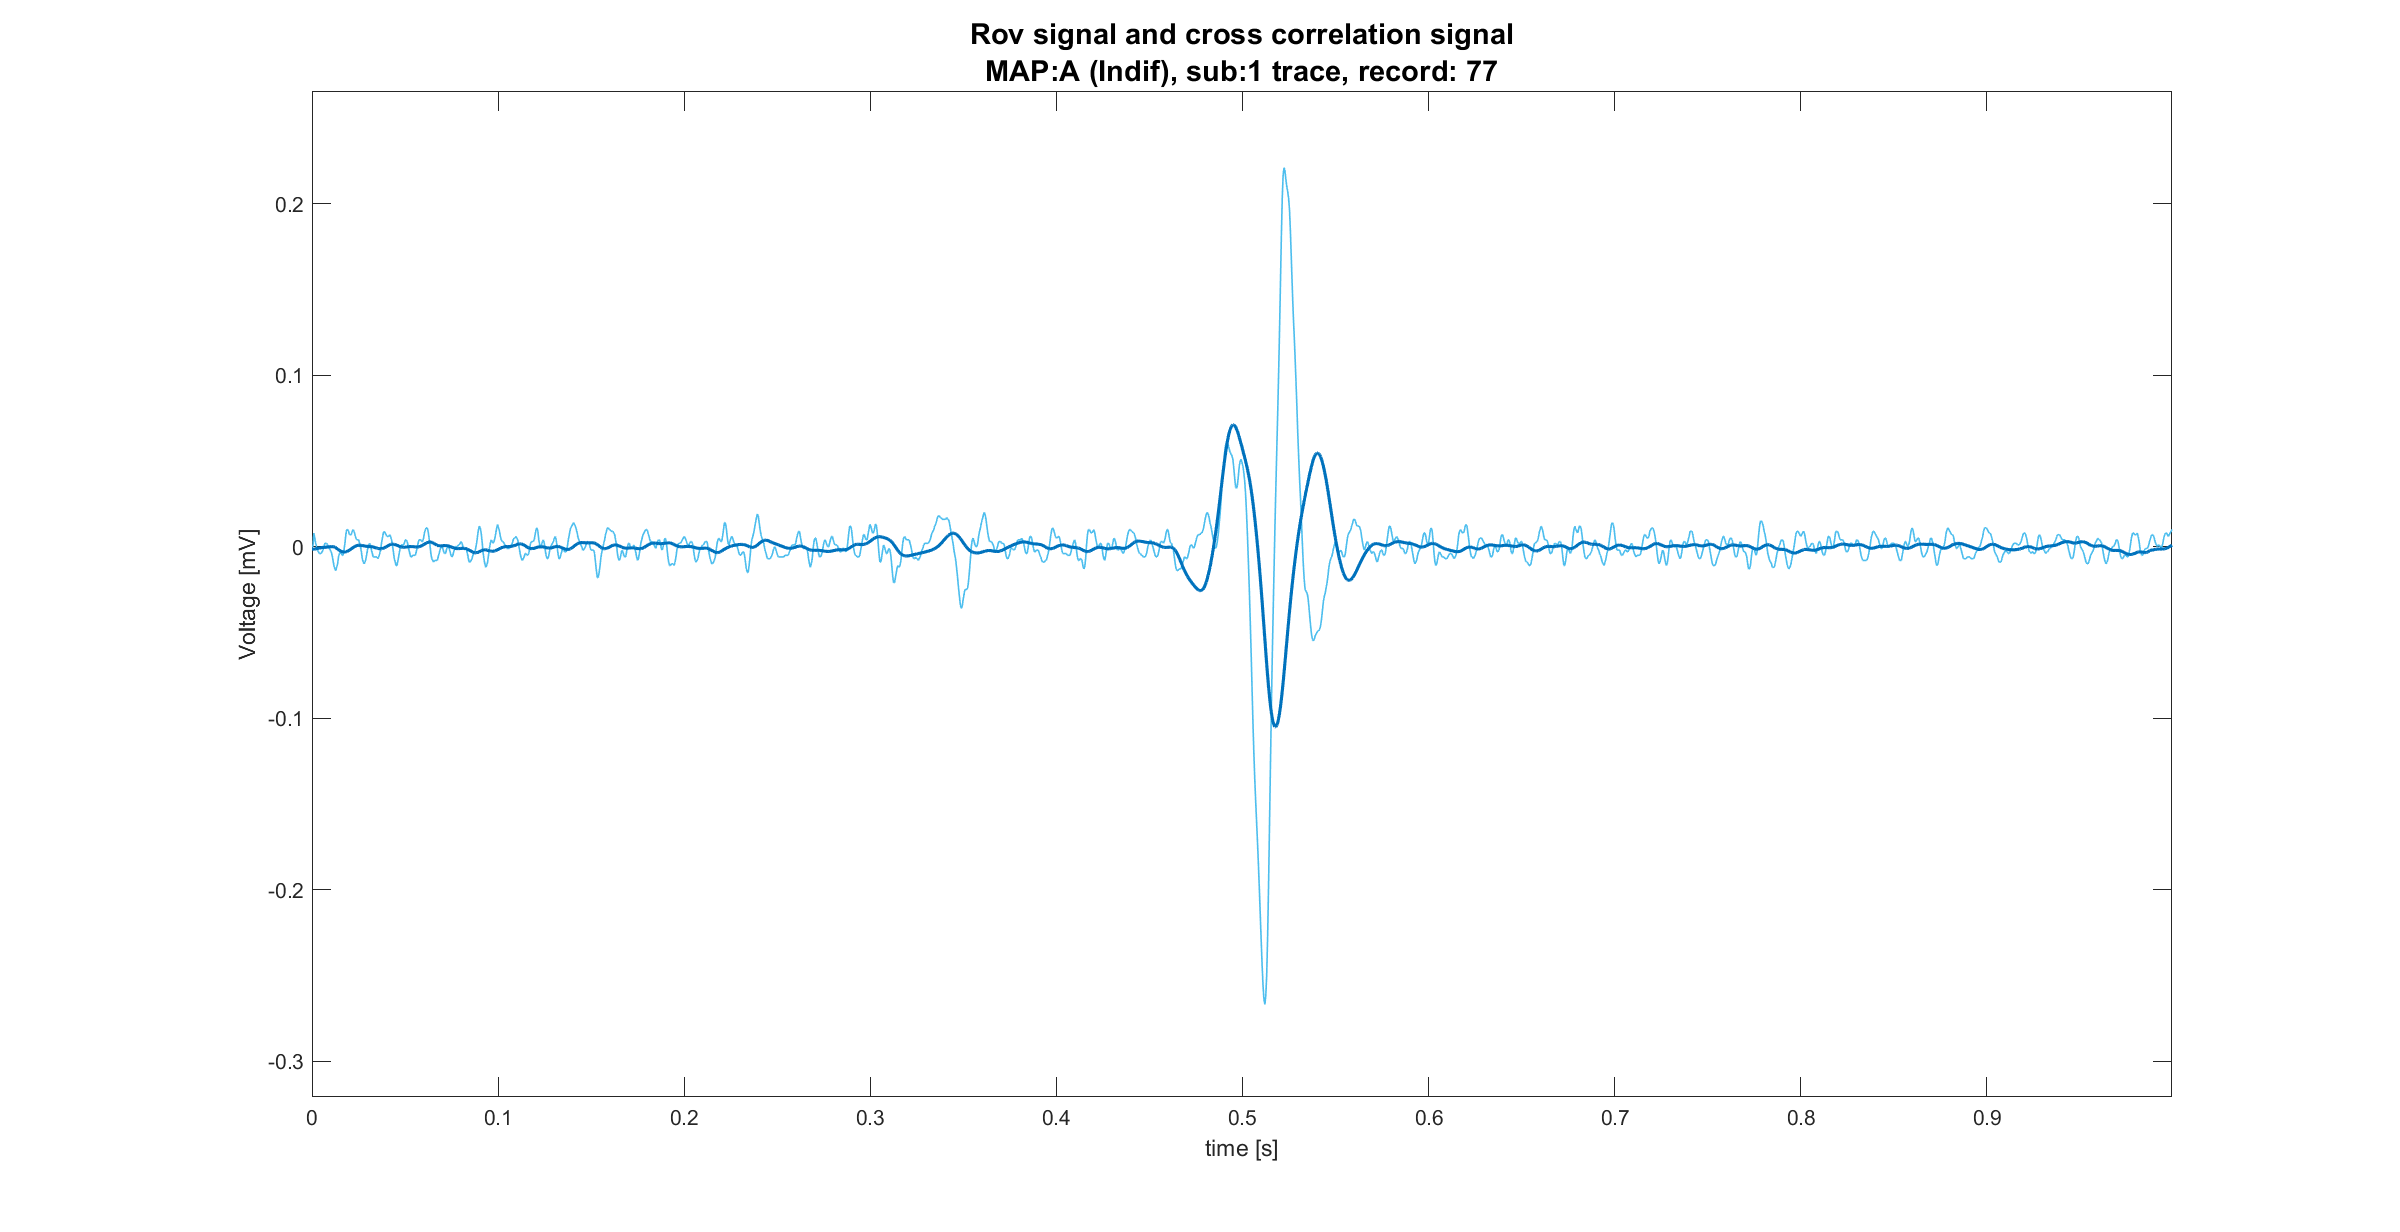 Rov signal and cross correlation signal
MAP:A (Indif), sub:1 trace, record: 77
0.2
0.1
0
-0.1
-0.2
-0.3
Voltage [mV]
0 0.1 0.2 0.3 0.4 0.5 0.6 0.7 0.8 0.9
time [s]